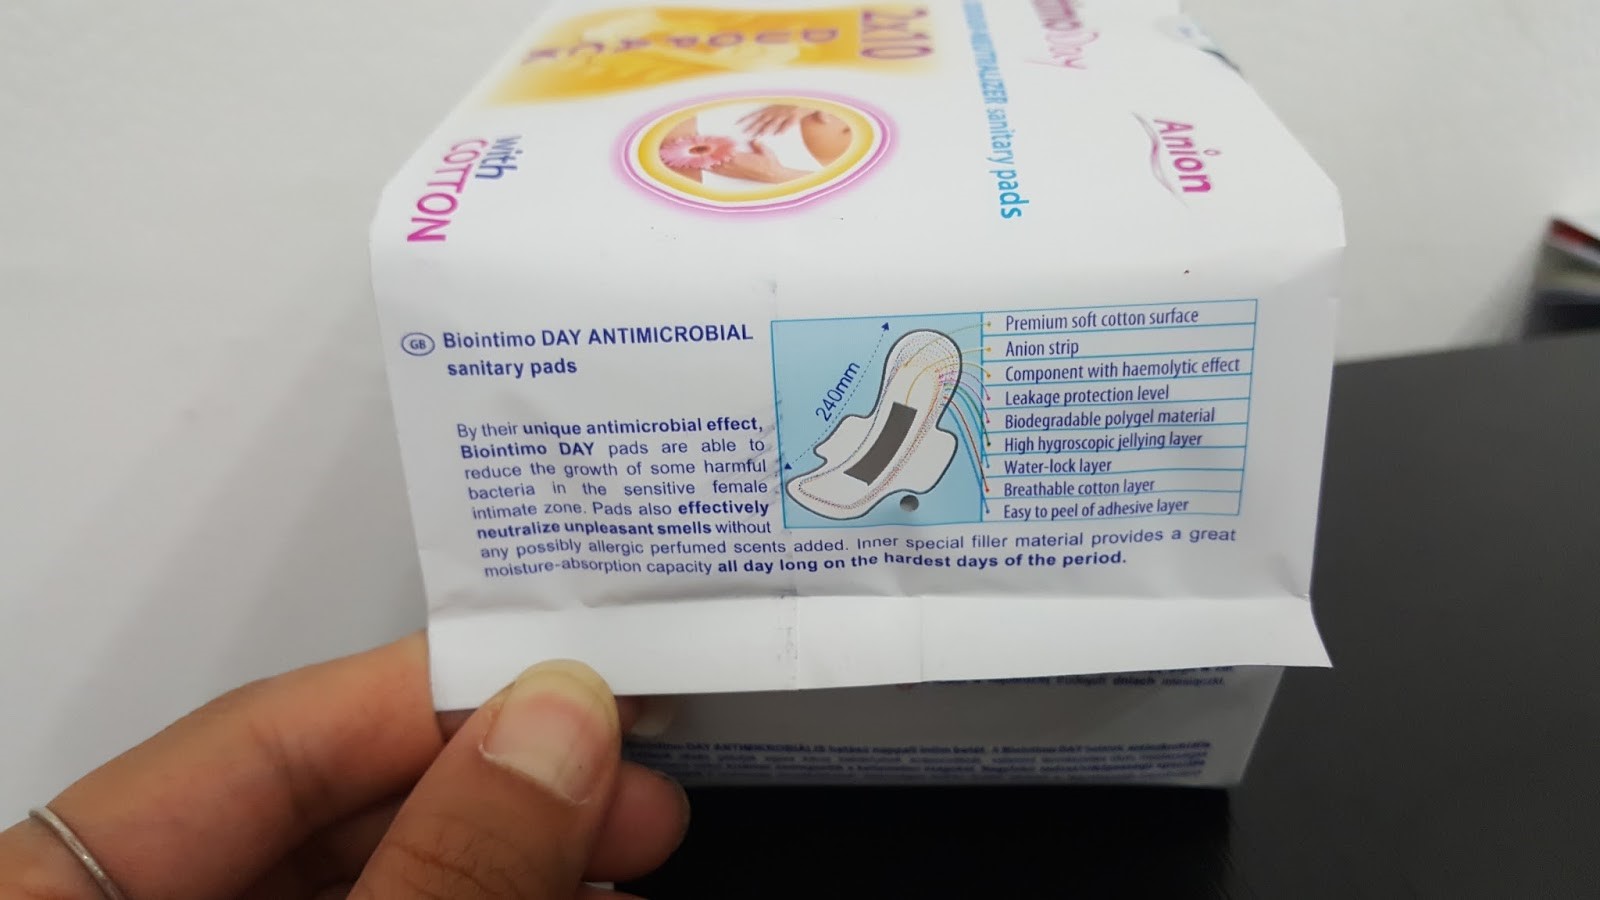 2x10
DUOPACK
Day
NEUTRALIZER sanitary pads
Anion
with
COTTON
GB Biointimo DAY ANTIMICROBIAL
sanitary pads
By their unique antimicrobial effect,
Biointimo DAY pads are able to
reduce the growth of some harmful
bacteria in the sensitive female
intimate zone. Pads also effectively
neutralize unpleasant smells without
any possibly allergic perfumed scents added. Inner special filler material provides a great
moisture-absorption capacity all day long on the hardest days of the period.
240mm
Premium soft cotton surface
Anion strip
Component with haemolytic effect
Leakage protection level
Biodegradable polygel material
High hygroscopic jellying layer
Water-lock layer
Breathable cotton layer
Easy to peel of adhesive layer